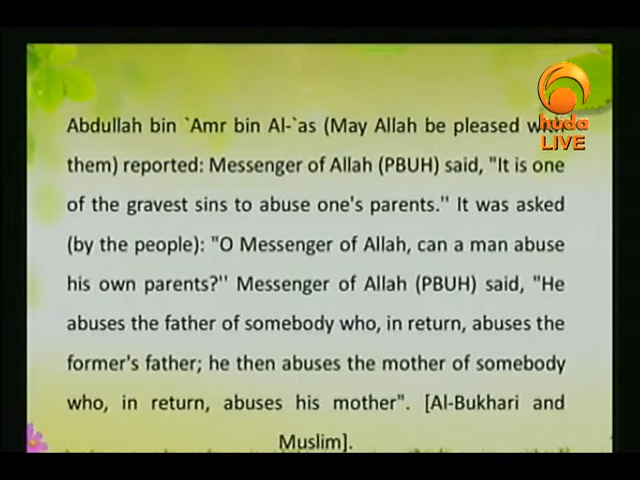 Abdullah bin `Amr bin Al-`as (May Allah be pleased with
them) reported: Messenger of Allah (PBUH) said, "It is one
of the gravest sins to abuse one's parents.'' It was asked
(by the people): "O Messenger of Allah, can a man abuse
his own parents?'' Messenger of Allah (PBUH) said, "He
abuses the father of somebody who, in return, abuses the
former's father; he then abuses the mother of somebody
who, in return, abuses his mother". [Al-Bukhari and
Muslim].
huda
LIVE